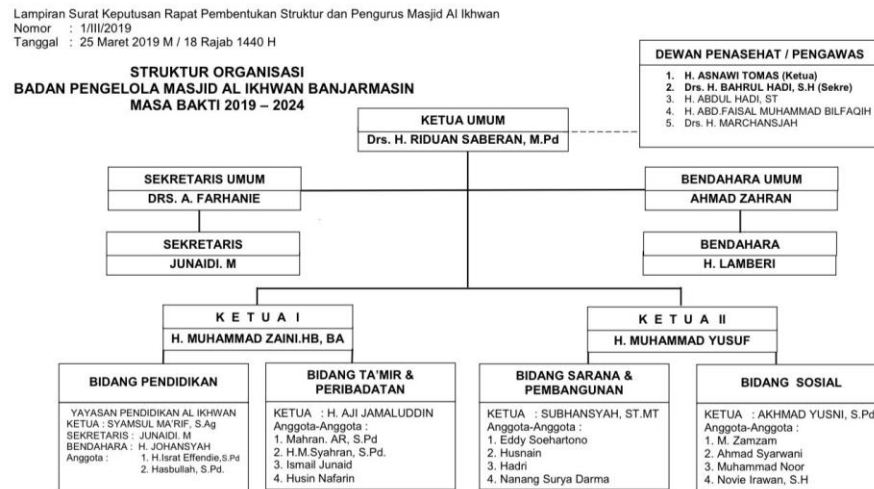 Lampiran Surat Keputusan Rapat Pembentukan Struktur dan Pengurus Masjid Al Ikhwan
Nomor : 1/III/2019
Tanggal : 25 Maret 2019 M / 18 Rajab 1440 H
STRUKTUR ORGANISASI
BADAN PENGELOLA MASJID AL IKHWAN BANJARMASIN
MASA BAKTI 2019 – 2024
DEWAN PENASEHAT / PENGAWAS
1. H. ASNAWI TOMAS (Ketua)
2. Drs. H. BAHRUL HADI, S.H (Sekre)
3. H. ABDUL HADI, ST
4. H. ABD.FAISAL MUHAMMAD BILFAQIH
5. Drs. H. MARCHANSJAH
KETUA UMUM
Drs. H. RIDUAN SABERAN, M.Pd
SEKRETARIS UMUM
DRS. A. FARHANIE
BENDAHARA UMUM
AHMAD ZAHRAN
SEKRETARIS
JUNAIDI. M
BENDAHARA
H. LAMBERI
K E T U A I
H. MUHAMMAD ZAINI.HB, BA
K E T U A II
H. MUHAMMAD YUSUF
BIDANG PENDIDIKAN
YAYASAN PENDIDIKAN AL IKHWAN
KETUA : SYAMSUL MA'RIF, S.Ag
SEKRETARIS : JUNAIDI. M
BENDAHARA : H. JOHANSYAH
Anggota : 1. H.Israt Effendie,S.Pd
2. Hasbullah, S.Pd.
BIDANG TA'MIR &
PERIBADATAN
KETUA : H. AJI JAMALUDDIN
Anggota-Anggota :
1. Mahran. AR, S.Pd
2. H.M.Syahran, S.Pd.
3. Ismail Junaid
4. Husin Nafarin
BIDANG SARANA &
PEMBANGUNAN
KETUA : SUBHANSYAH, ST.MT
Anggota-Anggota :
1. Eddy Soehartono
2. Husnain
3. Hadri
4. Nanang Surya Darma
BIDANG SOSIAL
KETUA : AKHMAD YUSNI, S.Pd
Anggota-Anggota :
1. M. Zamzam
2. Ahmad Syarwani
3. Muhammad Noor
4. Novie Irawan, S.H